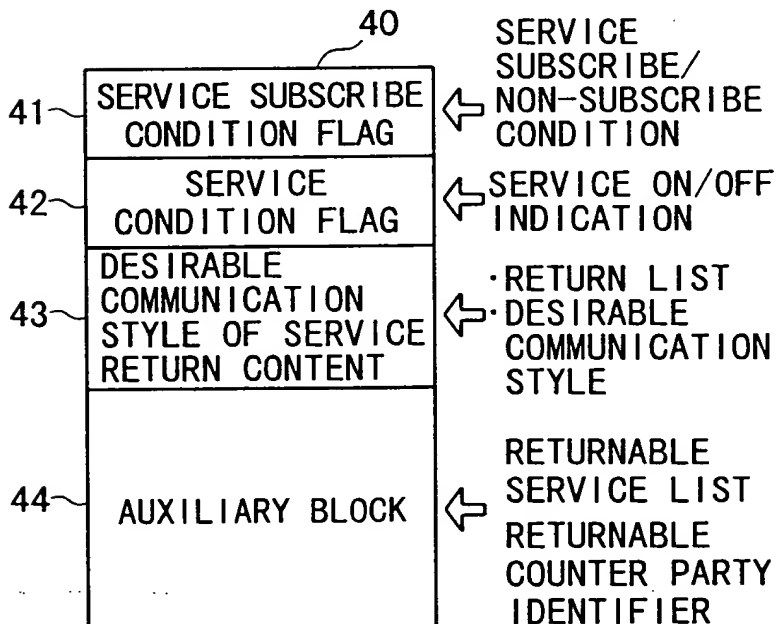 40
41
SERVICE SUBSCRIBE
CONDITION FLAG
SERVICE
SUBSCRIBE/
NON-SUBSCRIBE
CONDITION
42
SERVICE
CONDITION FLAG
SERVICE ON/OFF
INDICATION
43
DESIRABLE
COMMUNICATION
STYLE OF SERVICE
RETURN CONTENT
·RETURN LIST
·DESIRABLE
COMMUNICATION
STYLE
44
AUXILIARY BLOCK
RETURNABLE
SERVICE LIST
RETURNABLE
COUNTER PARTY
IDENTIFIER